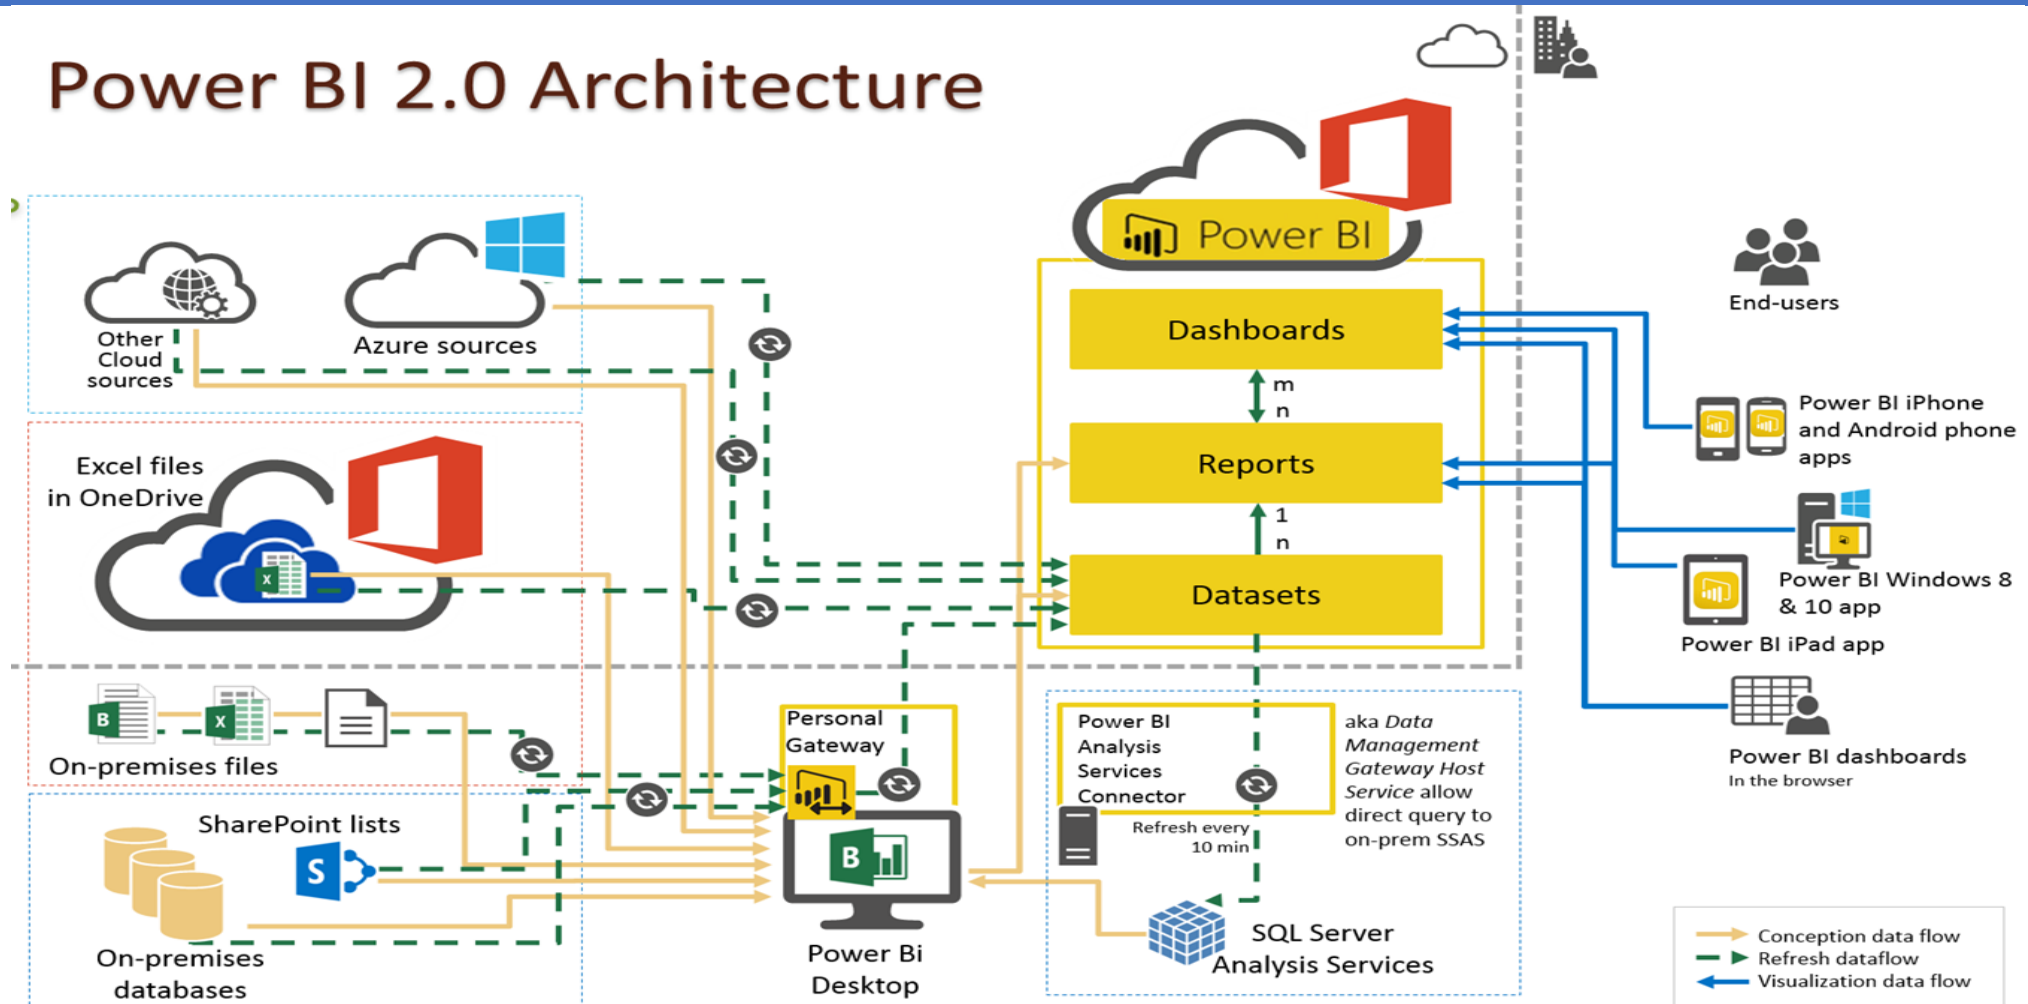 Power BI 2.0 Architecture
Power BI
Other
Cloud
sources
Azure sources
Excel files
in OneDrive
X
B
X
On-premises files
SharePoint lists
S
On-premises
databases
Personal
Gateway
B
Power Bi
Desktop
Dashboards
m
n
Reports
1
n
Datasets
Power BI
Analysis
Services
Connector
aka Data
Management
Gateway Host
Service allow
direct query to
on-prem SSAS
Refresh every
10 min
SQL Server
Analysis Services
End-users
Power BI iPhone
and Android phone
apps
Power BI Windows 8
& 10 app
Power BI iPad app
Power BI dashboards
In the browser
Conception data flow
Refresh dataflow
Visualization data flow